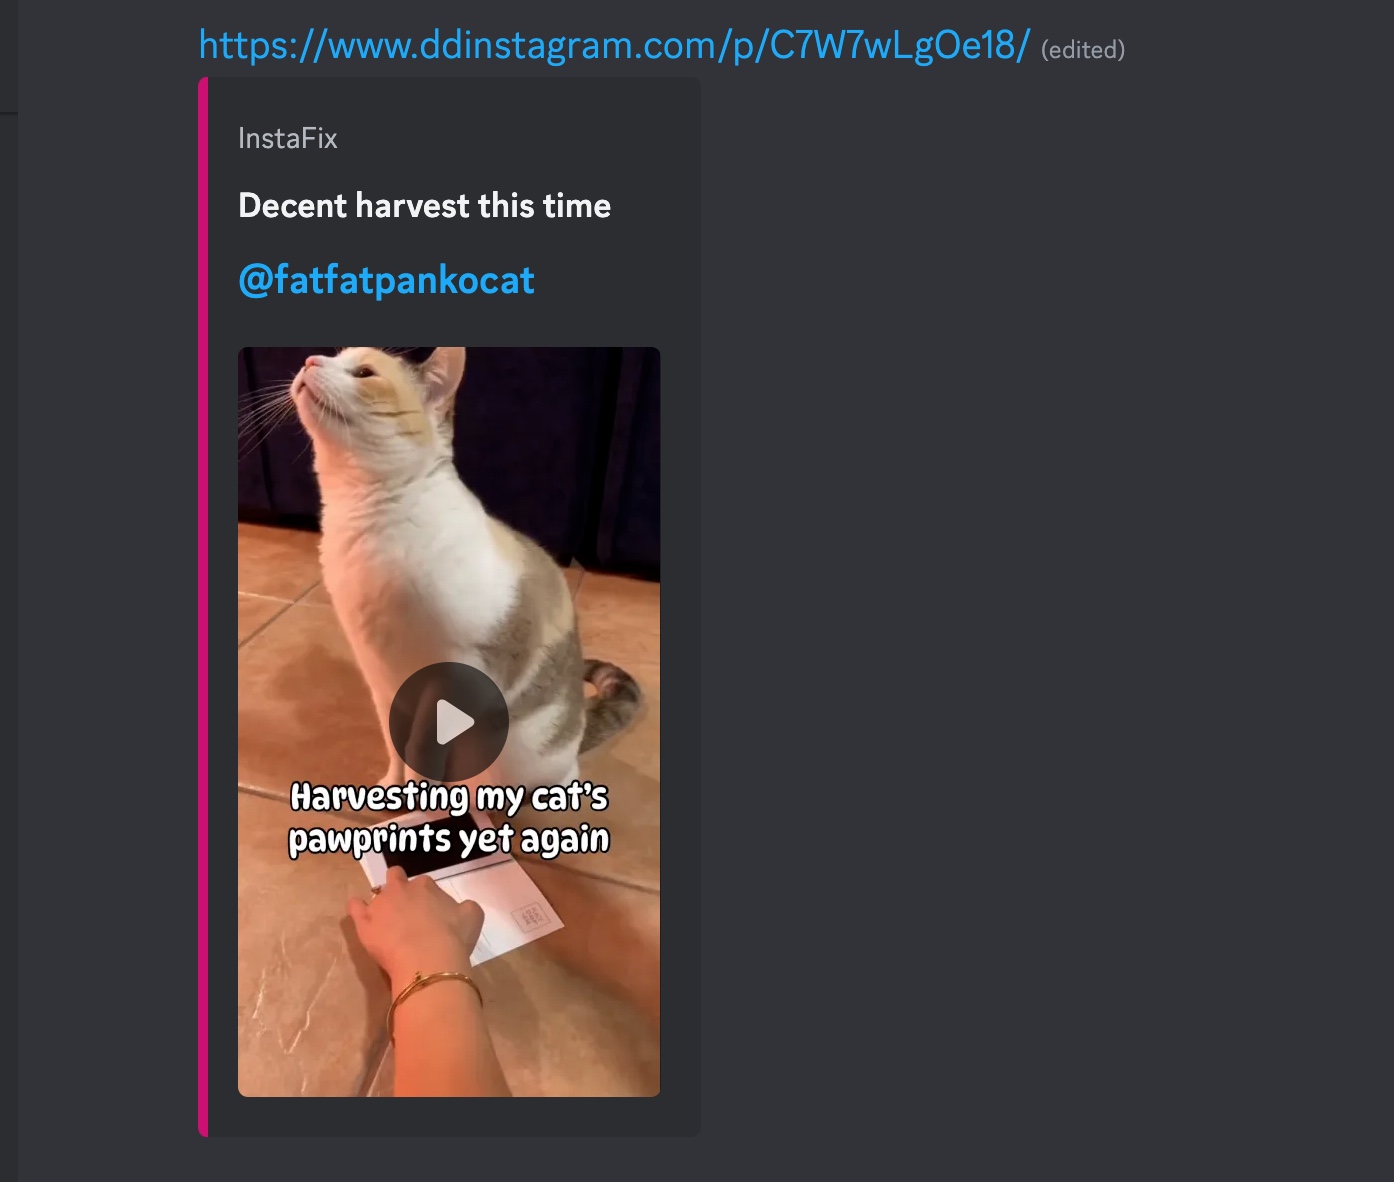 https://www.ddinstagram.com/p/C7W7wLgOe18/ (edited)
InstaFix
Decent harvest this time
@fatfatpankocat
Harvesting my cat's
pawprints yet again